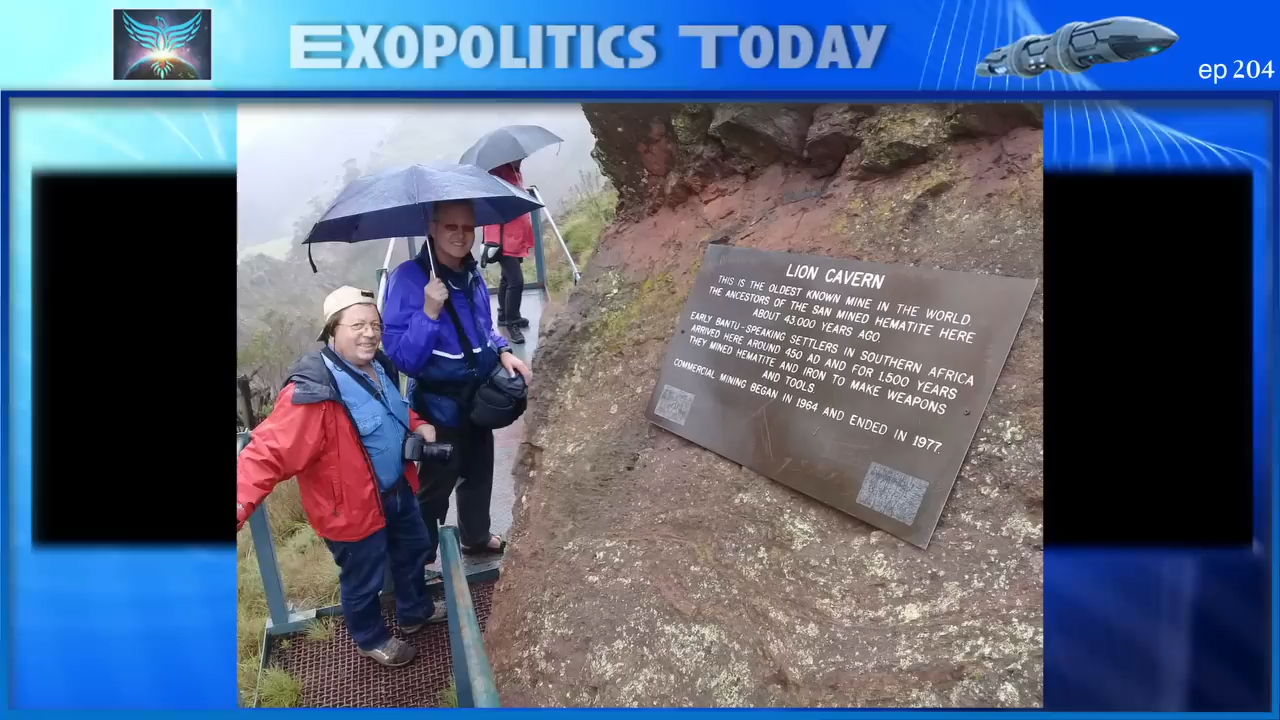 EXOPOLITICS TODAY
ep 204
LION CAVERN
THIS IS THE OLDEST KNOWN MINE IN THE WORLD
THE ANCESTORS OF THE SAN MINED HEMATITE HERE
ABOUT 43,000 YEARS AGO
EARLY BANTU-SPEAKING SETTLERS IN SOUTHERN AFRICA
ARRIVED HERE AROUND 450 AD AND FOR 1,500 YEARS
THEY MINED HEMATITE AND IRON TO MAKE WEAPONS
AND TOOLS.
COMMERCIAL MINING BEGAN IN 1964 AND ENDED IN 1977.